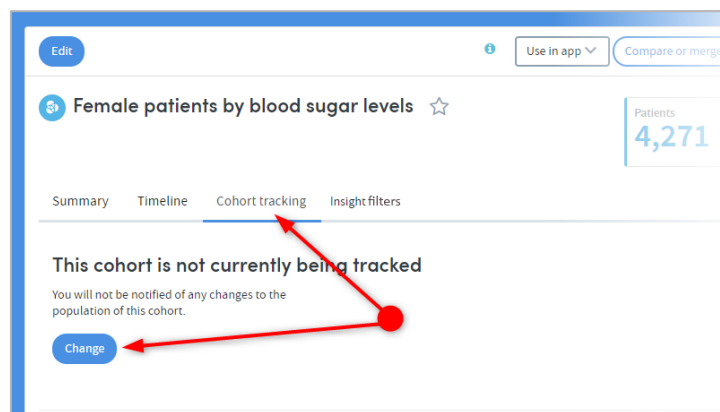 Edit
Use in app
Compare or merge
Female patients by blood sugar levels
Patients
4,271
Summary Timeline Cohort tracking Insight filters
This cohort is not currently being tracked
You will not be notified of any changes to the
population of this cohort.
Change